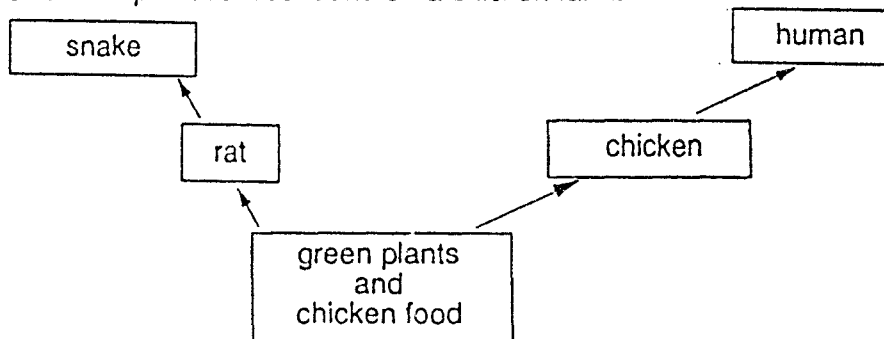 snake
human
rat
chicken
green plants
and
chicken food